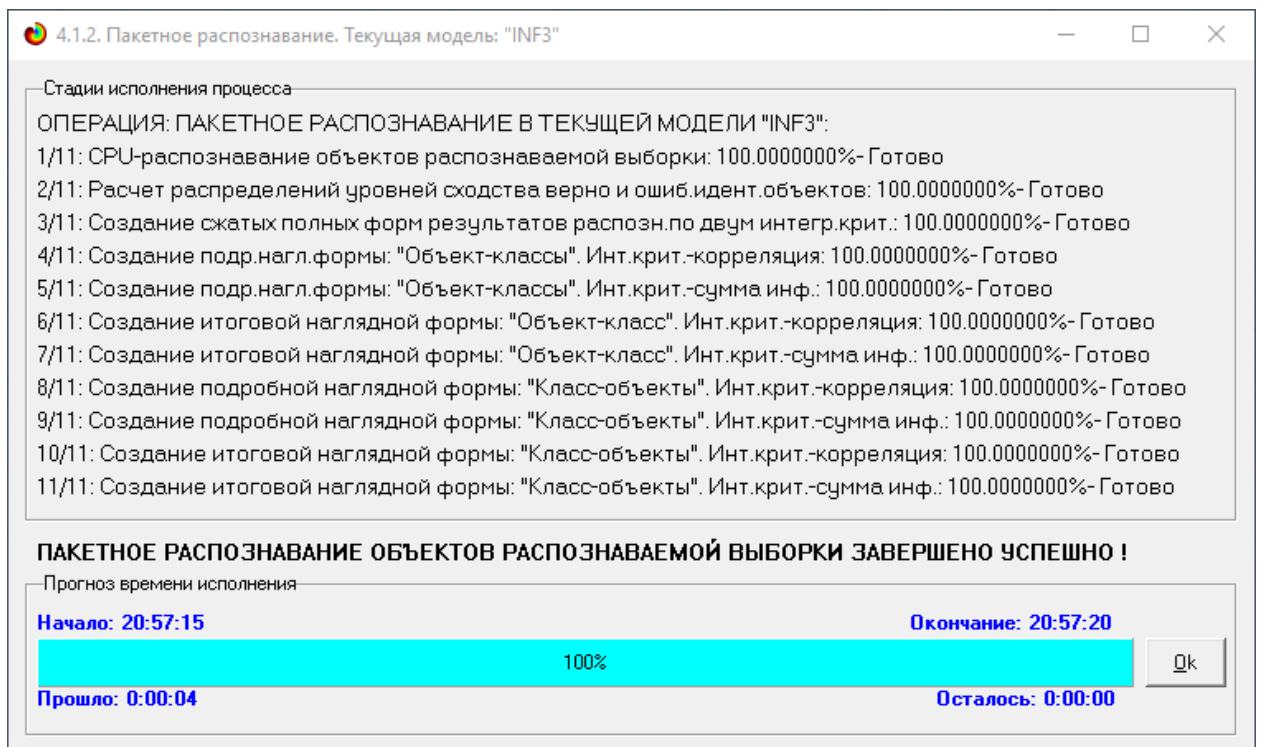 4.1.2. Пакетное распознавание. Текущая модель: "INF3"
Стадии исполнения процесса
ОПЕРАЦИЯ: ПАКЕТНОЕ РАСПОЗНАВАНИЕ В ТЕКУЩЕЙ МОДЕЛИ "INF3":
1/11: CPU-распознавание объектов распознаваемой выборки: 100.0000000%- Готово
2/11: Расчет распределений уровней сходства верно и ошиб.идент.объектов: 100.0000000%- Готово
3/11: Создание сжатых полных форм результатов распозн.по двум интегр.крит.: 100.0000000%- Готово
4/11: Создание подр.нагл.формы: "Объект-классы". Инт.крит.-корреляция: 100.0000000%- Готово
5/11: Создание подр.нагл.формы: "Объект-классы". Инт.крит.-сумма инф.: 100.0000000%- Готово
6/11: Создание итоговой наглядной формы: "Объект-класс". Инт.крит.-корреляция: 100.0000000%- Готово
7/11: Создание итоговой наглядной формы: "Объект-класс". Инт.крит.-сумма инф.: 100.0000000%- Готово
8/11: Создание подробной наглядной формы: "Класс-объекты". Инт.крит.-корреляция: 100.0000000%- Готово
9/11: Создание подробной наглядной формы: "Класс-объекты". Инт.крит.-сумма инф.: 100.0000000%- Готово
10/11: Создание итоговой наглядной формы: "Класс-объекты". Инт.крит.-корреляция: 100.0000000%- Готово
11/11: Создание итоговой наглядной формы: "Класс-объекты". Инт.крит.-сумма инф.: 100.0000000%- Готово
ПАКЕТНОЕ РАСПОЗНАВАНИЕ ОБЪЕКТОВ РАСПОЗНАВАЕМОЙ ВЫБОРКИ ЗАВЕРШЕНО УСПЕШНО !
Прогноз времени исполнения
Начало: 20:57:15 Окончание: 20:57:20
100% Ok
Прошло: 0:00:04 Осталось: 0:00:00